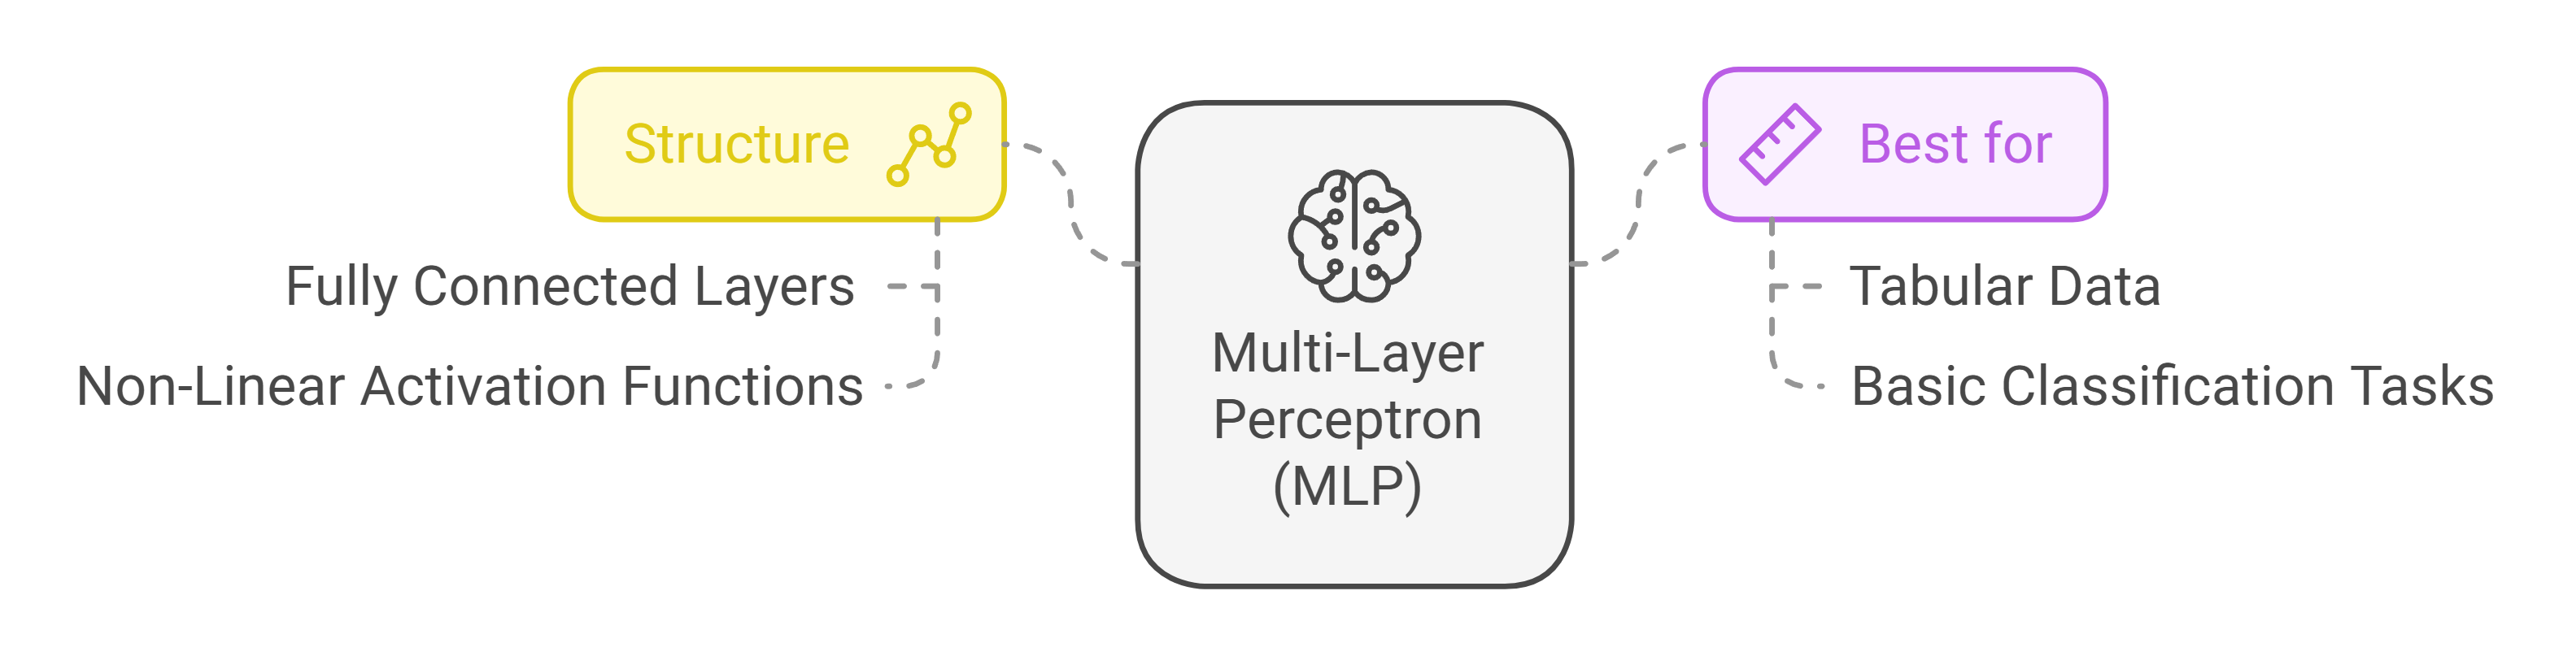 Structure
Fully Connected Layers
Non-Linear Activation Functions
Multi-Layer
Perceptron
(MLP)
Best for
Tabular Data
Basic Classification Tasks